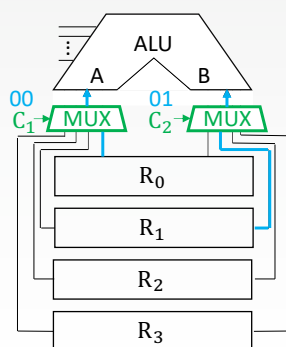 ALU
A B
00 01
C₁ MUX C₂ MUX
R₀
R₁
R₂
R₃